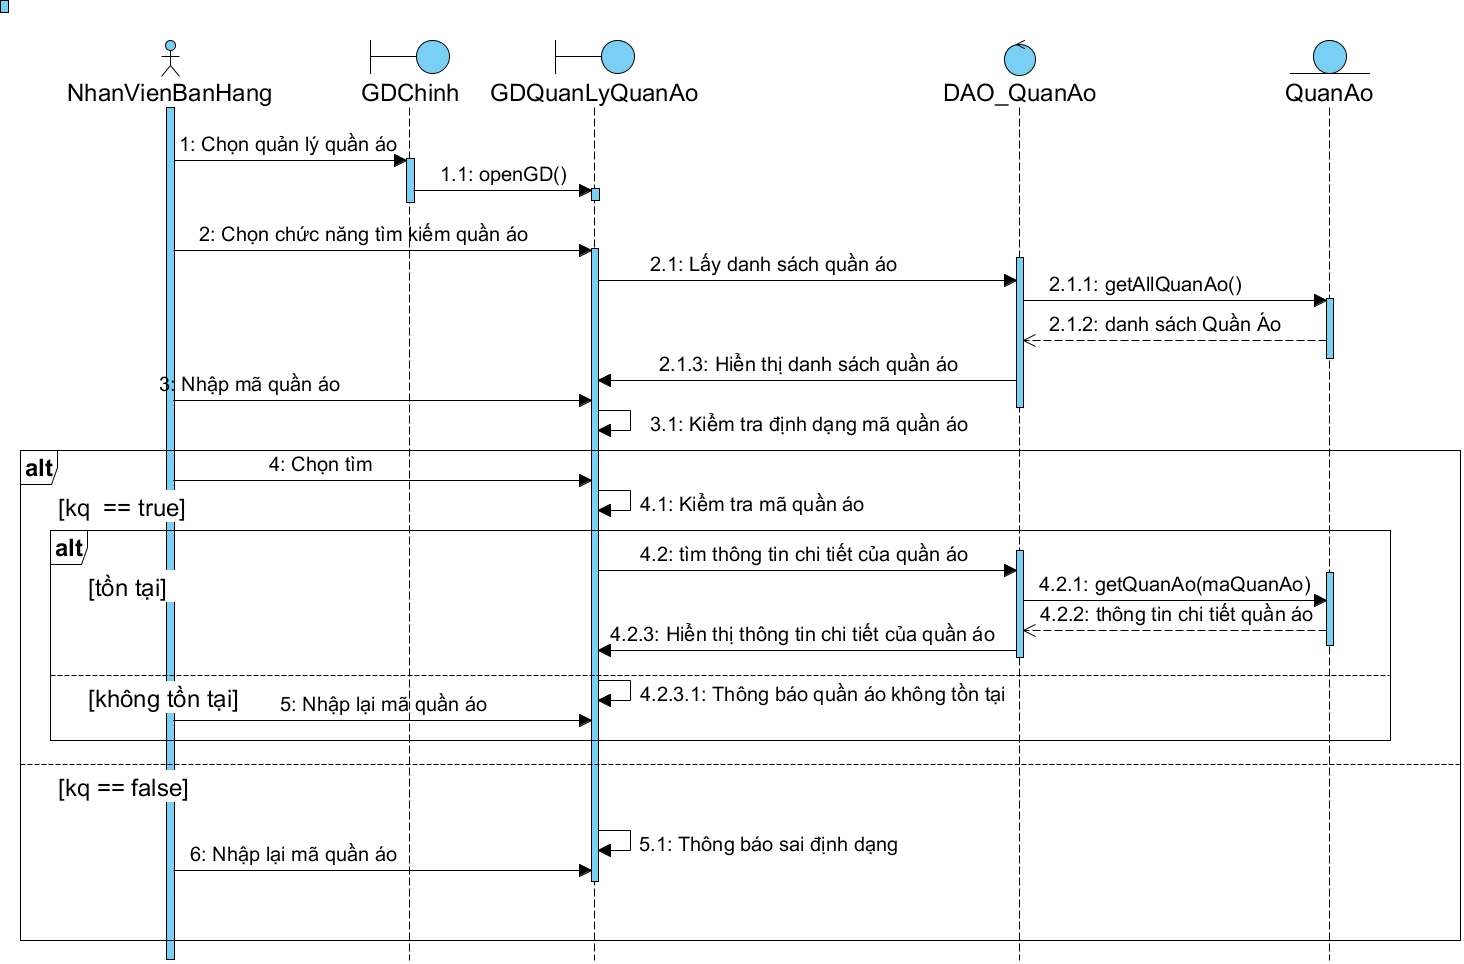 NhanVienBanHang
GDChinh
GDQuanLyQuanAo
DAO_QuanAo
QuanAo
1: Chọn quản lý quần áo
1.1: openGD()
2: Chọn chức năng tìm kiếm quần áo
2.1: Lấy danh sách quần áo
2.1.1: getAllQuanAo()
2.1.2: danh sách Quần Áo
2.1.3: Hiển thị danh sách quần áo
3: Nhập mã quần áo
3.1: Kiểm tra định dạng mã quần áo
alt
4: Chọn tìm
[kq == true]
4.1: Kiểm tra mã quần áo
alt
4.2: tìm thông tin chi tiết của quần áo
[tồn tại]
4.2.1: getQuanAo(maQuanAo)
4.2.2: thông tin chi tiết quần áo
4.2.3: Hiển thị thông tin chi tiết của quần áo
[không tồn tại]
4.2.3.1: Thông báo quần áo không tồn tại
5: Nhập lại mã quần áo
[kq == false]
5.1: Thông báo sai định dạng
6: Nhập lại mã quần áo